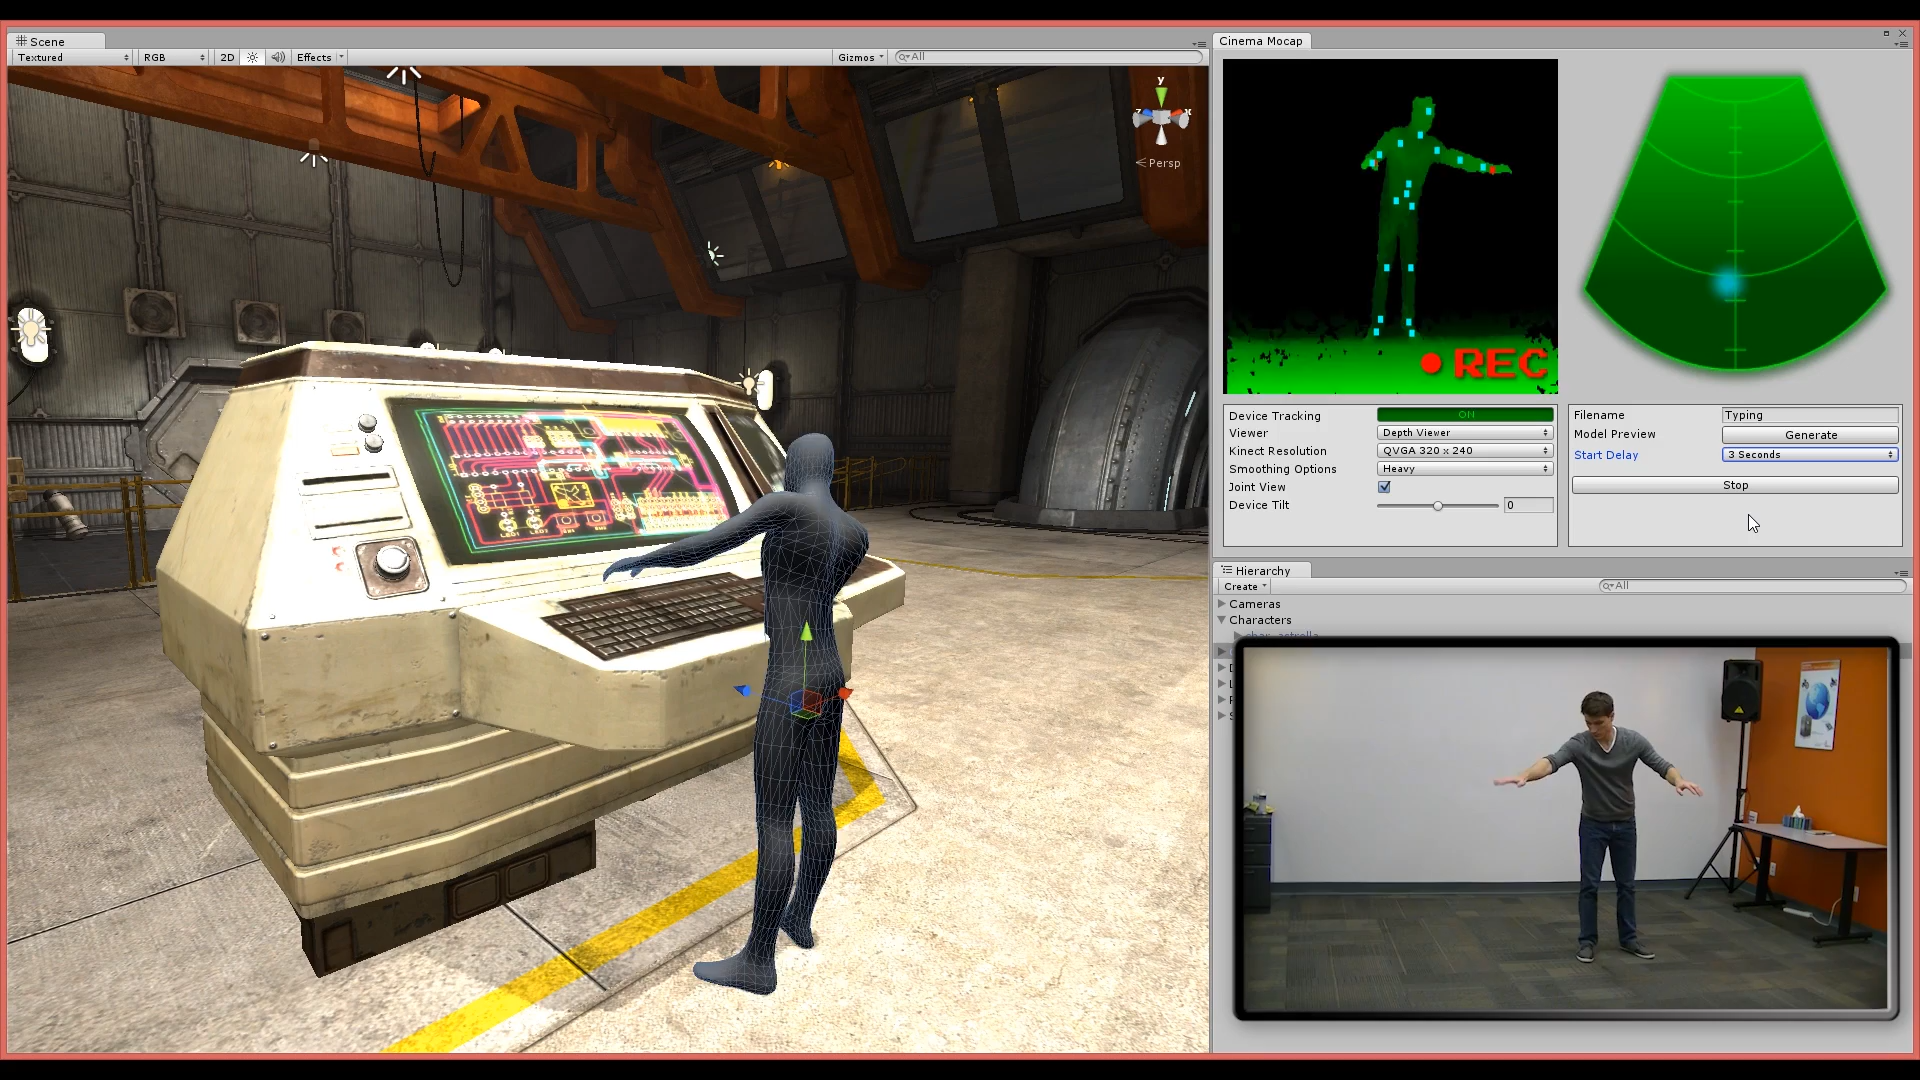 Scene
Textured RGB 2D Effects Gizmos All
y
z x
Persp
LED1 LED1
Cinema Mocap
REC
Device Tracking ON
Viewer Depth Viewer
Kinect Resolution QVGA 320 x 240
Smoothing Options Heavy
Joint View
Device Tilt 0
Filename Typing
Model Preview Generate
Start Delay 3 Seconds
Stop
Hierarchy
Create All
Cameras
Characters